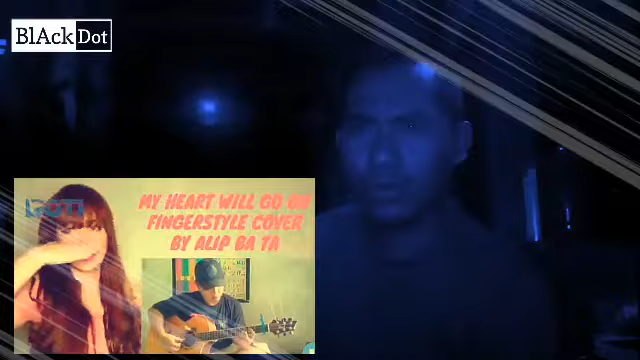 BlAckDot
MY HEART WILL GO ON
FINGERSTYLE COVER
BY ALIP BA TA